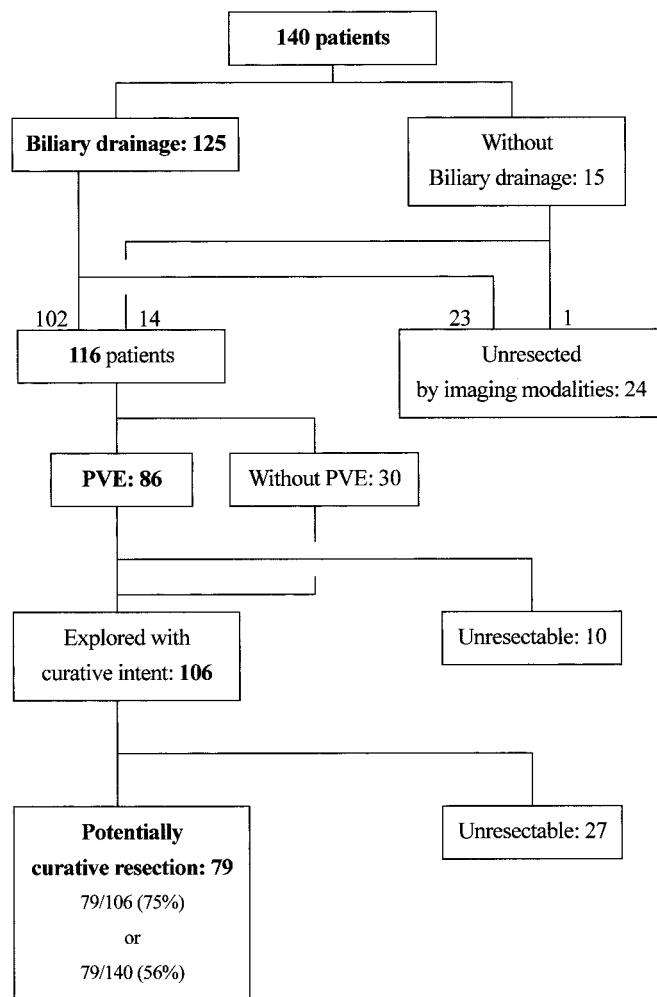 140 patients
Biliary drainage: 125
Without
Biliary drainage: 15
102
14
23
1
116 patients
Unresected
by imaging modalities: 24
PVE: 86
Without PVE: 30
Explored with
curative intent: 106
Unresectable: 10
Potentially
curative resection: 79
79/106 (75%)
or
79/140 (56%)
Unresectable: 27